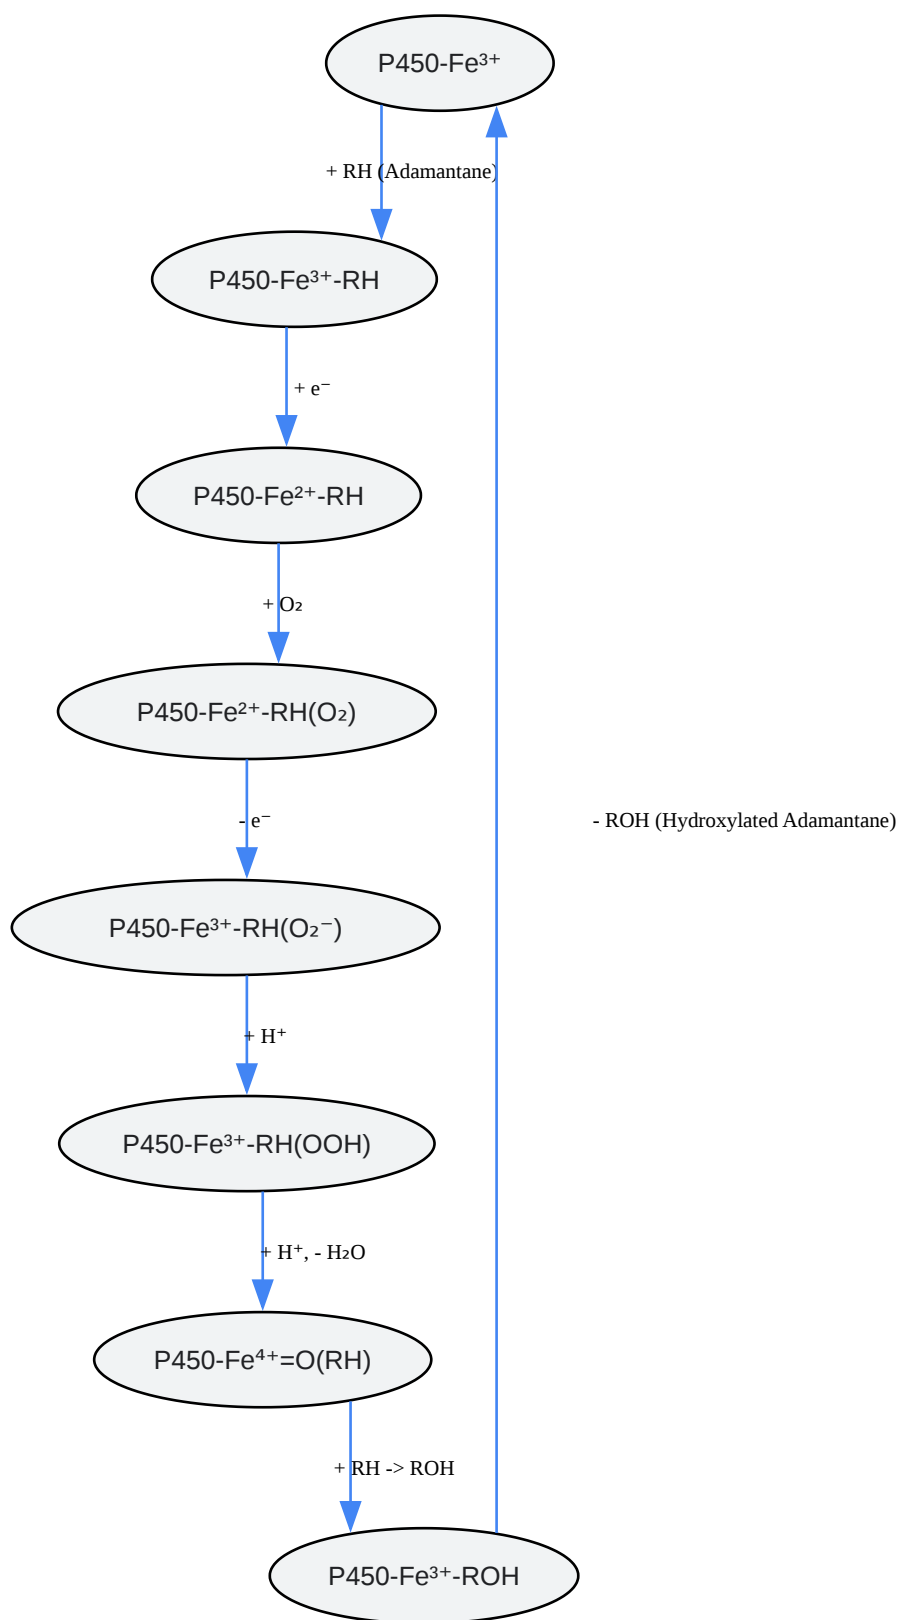 P450-Fe³⁺
+ RH (Adamantane)
P450-Fe³⁺-RH
+ e⁻
P450-Fe²⁺-RH
+ O₂
P450-Fe²⁺-RH(O₂)
- e⁻
- ROH (Hydroxylated Adamantane)
P450-Fe³⁺-RH(O₂⁻)
+ H⁺
P450-Fe³⁺-RH(OOH)
+ H⁺, - H₂O
P450-Fe⁴⁺=O(RH)
+ RH -> ROH
P450-Fe³⁺-ROH